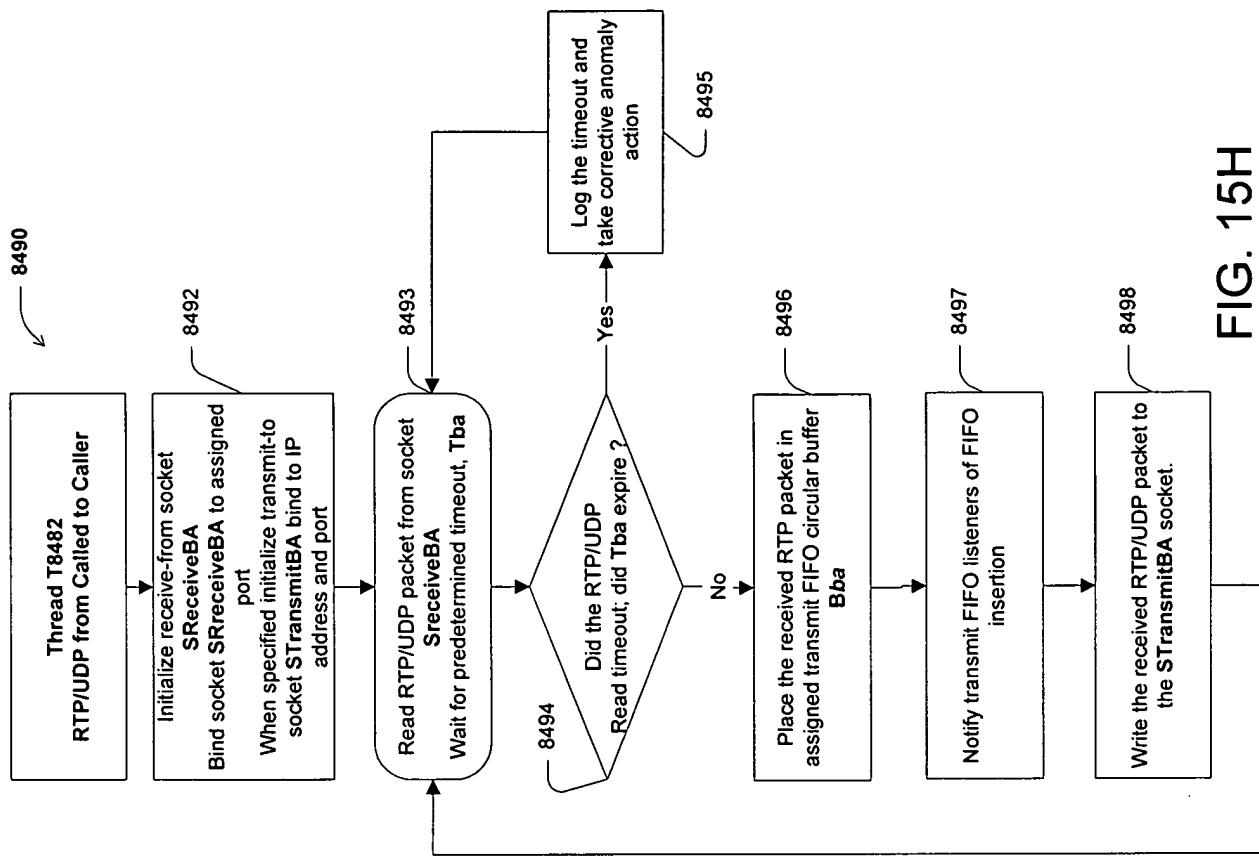 8490
Thread T8482
RTP/UDP from Called to Caller
8492
Initialize receive-from socket
SReceiveBA
Bind socket SRreceiveBA to assigned
port
When specified initialize transmit-to
socket STransmitBA bind to IP
address and port
8493
Read RTP/UDP packet from socket
SreceiveBA
Wait for predetermined timeout, Tba
8494
Did the RTP/UDP
Read timeout; did Tba expire ?
Yes
Log the timeout and
take corrective anomaly
action
8495
No
8496
Place the received RTP packet in
assigned transmit FIFO circular buffer
Bba
8497
Notify transmit FIFO listeners of FIFO
insertion
8498
Write the received RTP/UDP packet to
the STransmitBA socket.
FIG. 15H